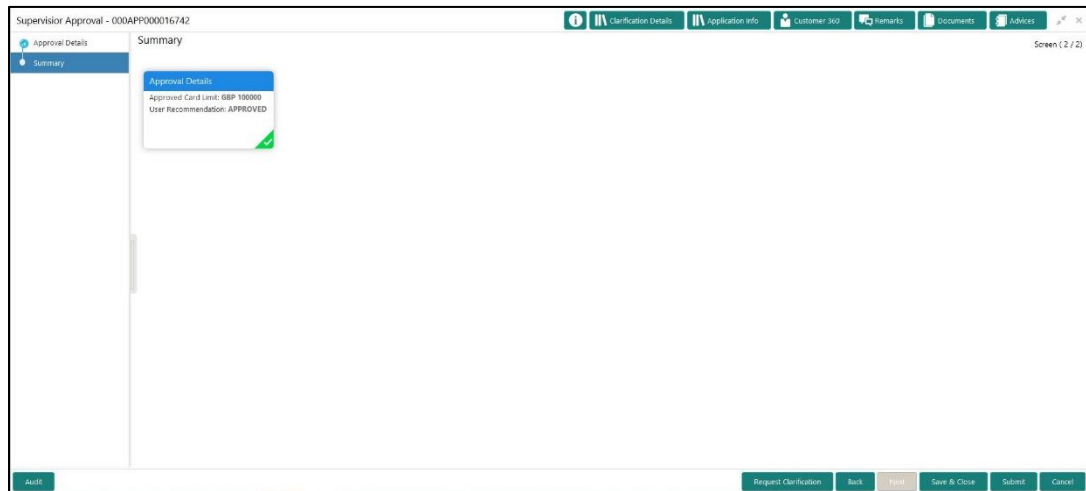 Supervisior Approval - 000APP000016742
Clarification Details
Application Info
Customer 360
Remarks
Documents
Advices
Approval Details
Summary
Summary
Screen ( 2 / 2)
Approval Details
Approved Card Limit: GBP 100000
User Recommendation: APPROVED
Audit
Request Clarification
Back
Next
Save & Close
Submit
Cancel